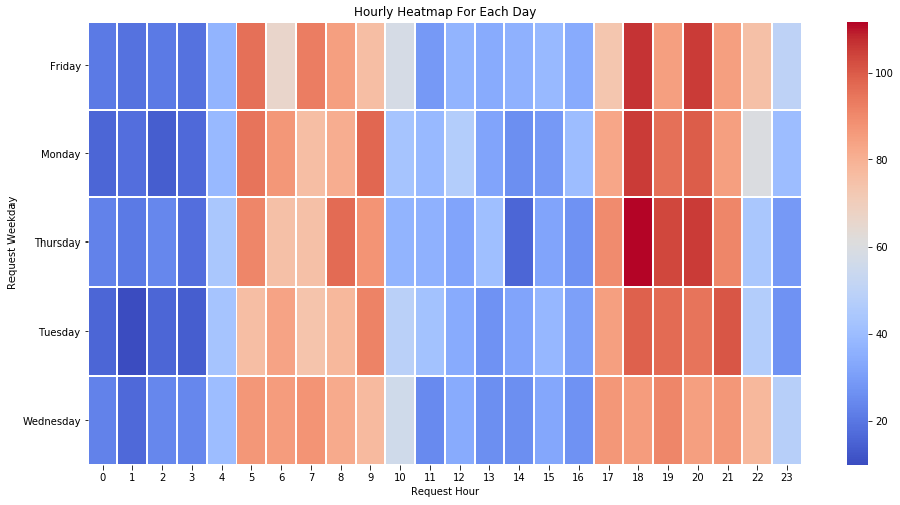 Hourly Heatmap For Each Day
Request Weekday
Friday
Monday
Thursday
Tuesday
Wednesday
0 1 2 3 4 5 6 7 8 9 10 11 12 13 14 15 16 17 18 19 20 21 22 23
Request Hour
100
80
60
40
20